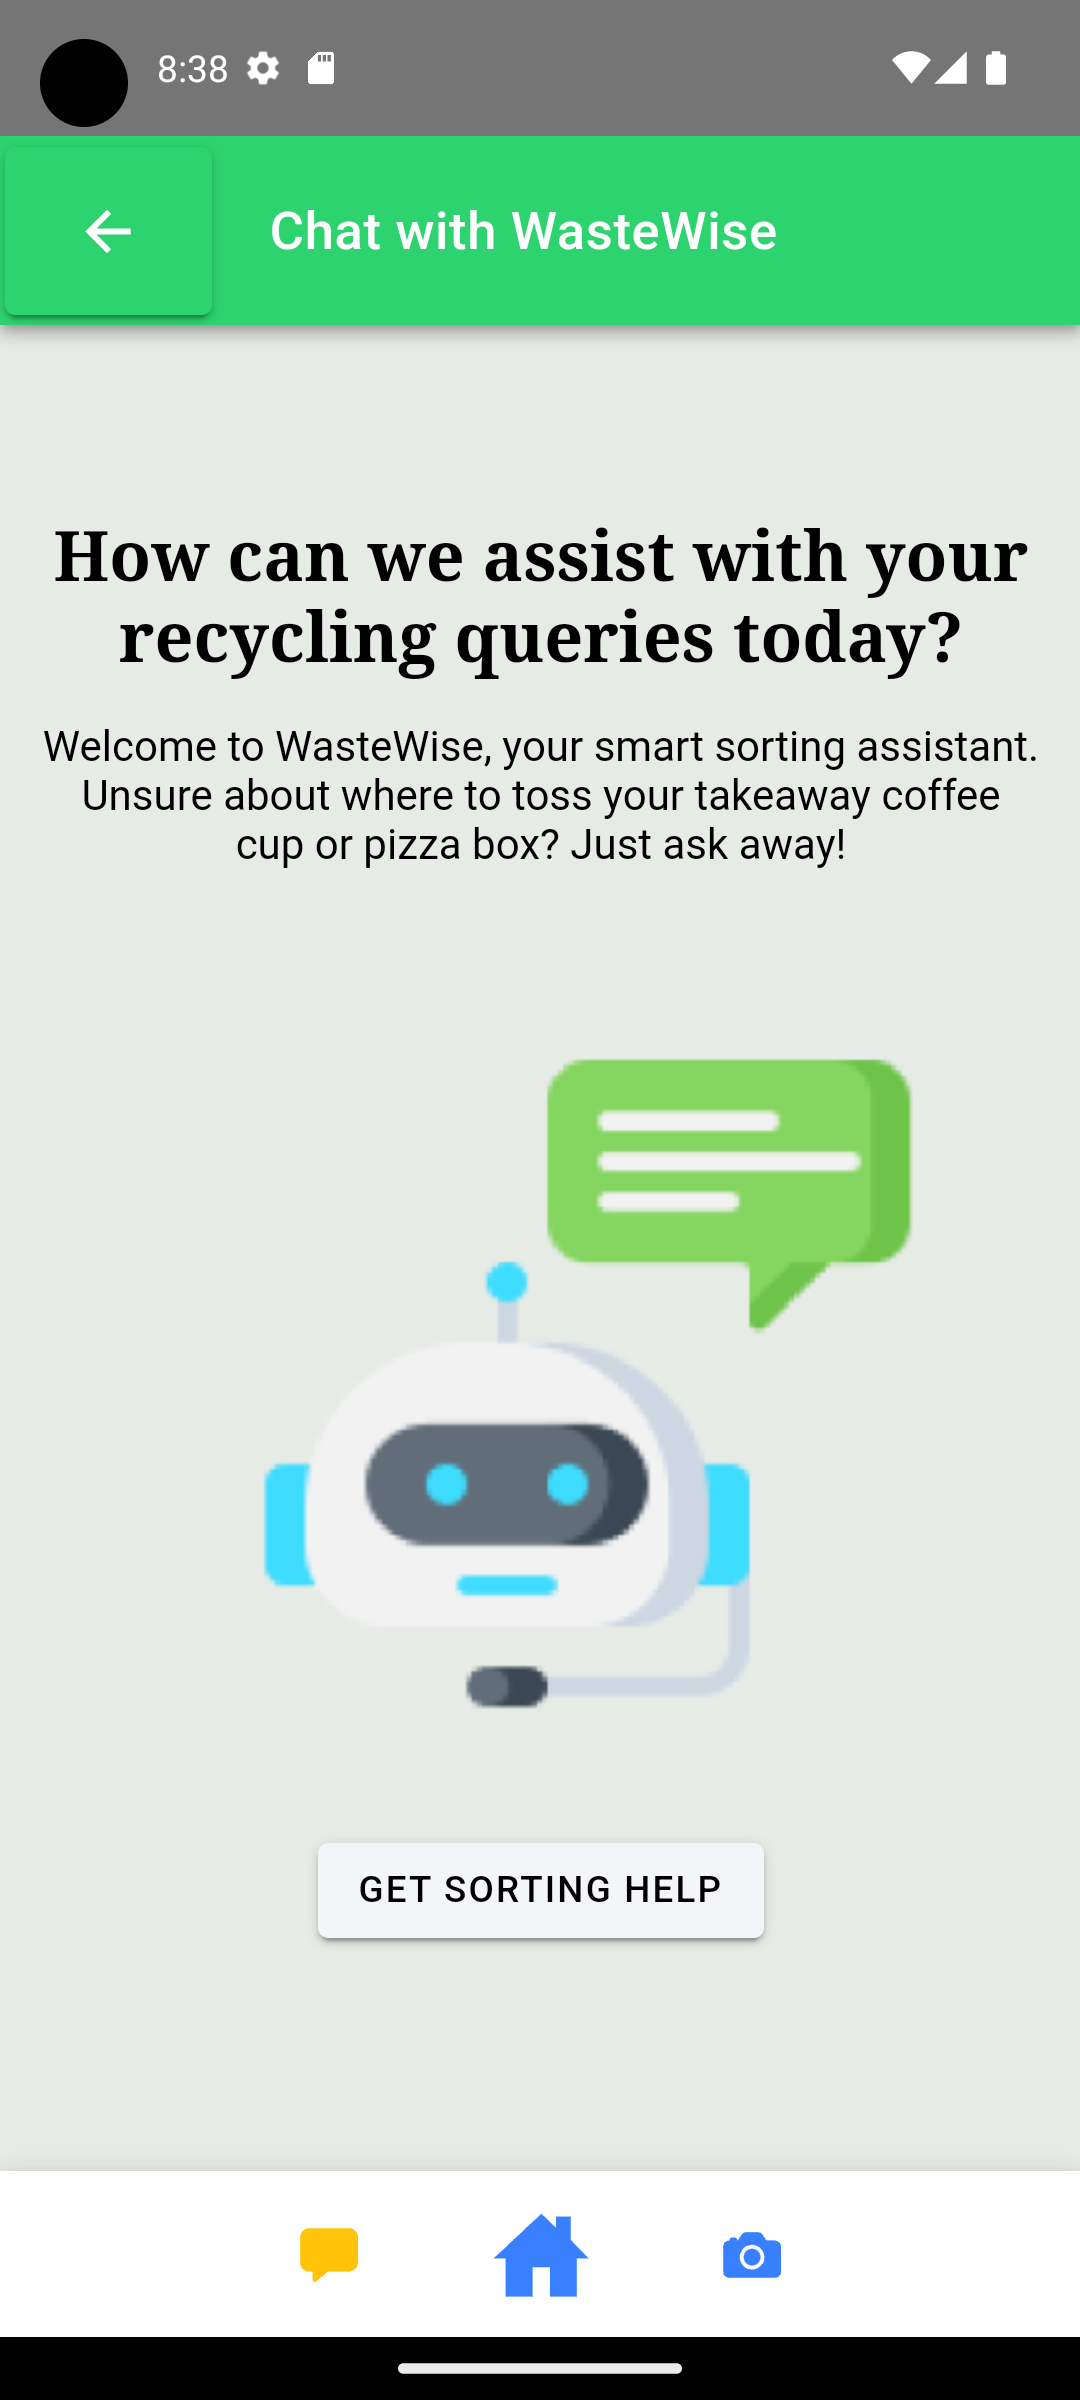 8:38
Chat with WasteWise
How can we assist with your
recycling queries today?
Welcome to WasteWise, your smart sorting assistant.
Unsure about where to toss your takeaway coffee
cup or pizza box? Just ask away!
GET SORTING HELP